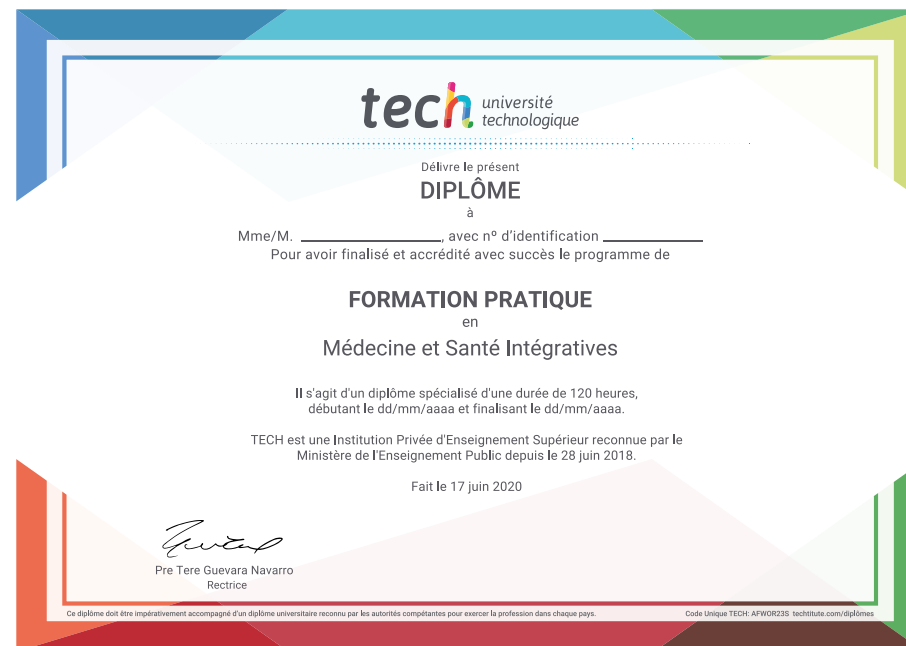 tech université
technologique
Délivre le présent
DIPLÔME
à
Mme/M. ____________________, avec nº d'identification ______________
Pour avoir finalisé et accrédité avec succès le programme de
FORMATION PRATIQUE
en
Médecine et Santé Intégratives
Il s'agit d'un diplôme spécialisé d'une durée de 120 heures,
débutant le dd/mm/aaaa et finalisant le dd/mm/aaaa.
TECH est une Institution Privée d'Enseignement Supérieur reconnue par le
Ministère de l'Enseignement Public depuis le 28 juin 2018.
Fait le 17 juin 2020
Pre Tere Guevara Navarro
Rectrice
Ce diplôme doit être impérativement accompagné d'un diplôme universitaire reconnu par les autorités compétentes pour exercer la profession dans chaque pays.
Code Unique TECH: AFWOR23S techtitute.com/diplômes